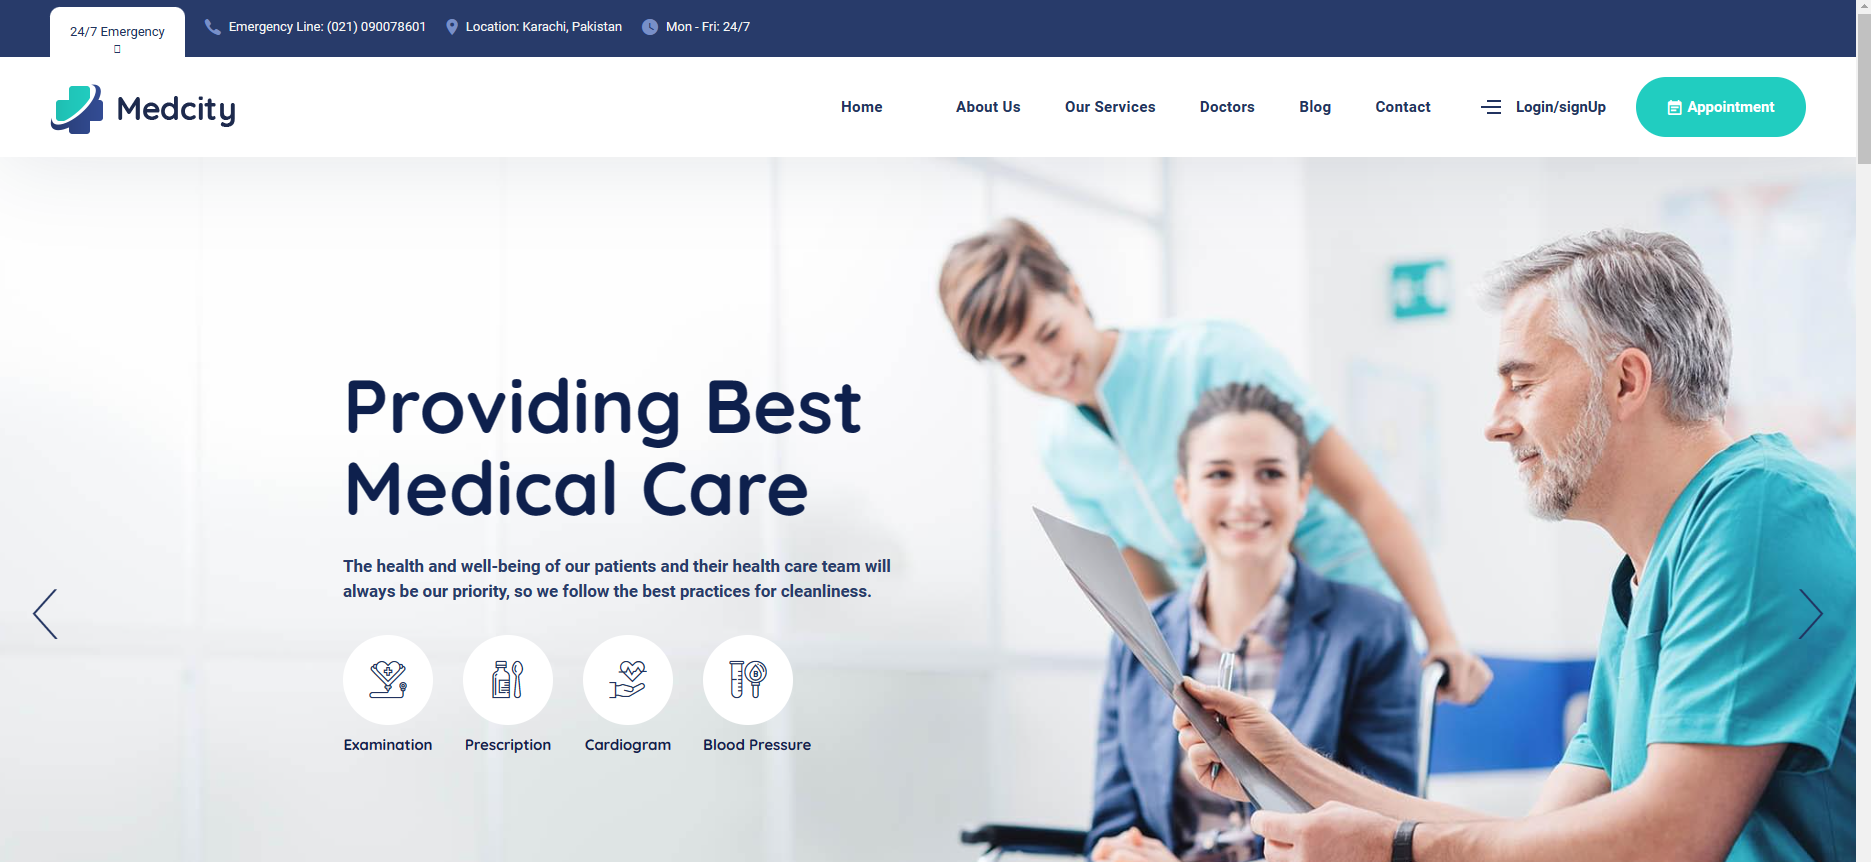 24/7 Emergency
Emergency Line: (021) 090078601
Location: Karachi, Pakistan
Mon - Fri: 24/7
Medcity
Home
About Us
Our Services
Doctors
Blog
Contact
Login/signUp
Appointment
Providing Best
Medical Care
The health and well-being of our patients and their health care team will
always be our priority, so we follow the best practices for cleanliness.
Examination
Prescription
Cardiogram
Blood Pressure